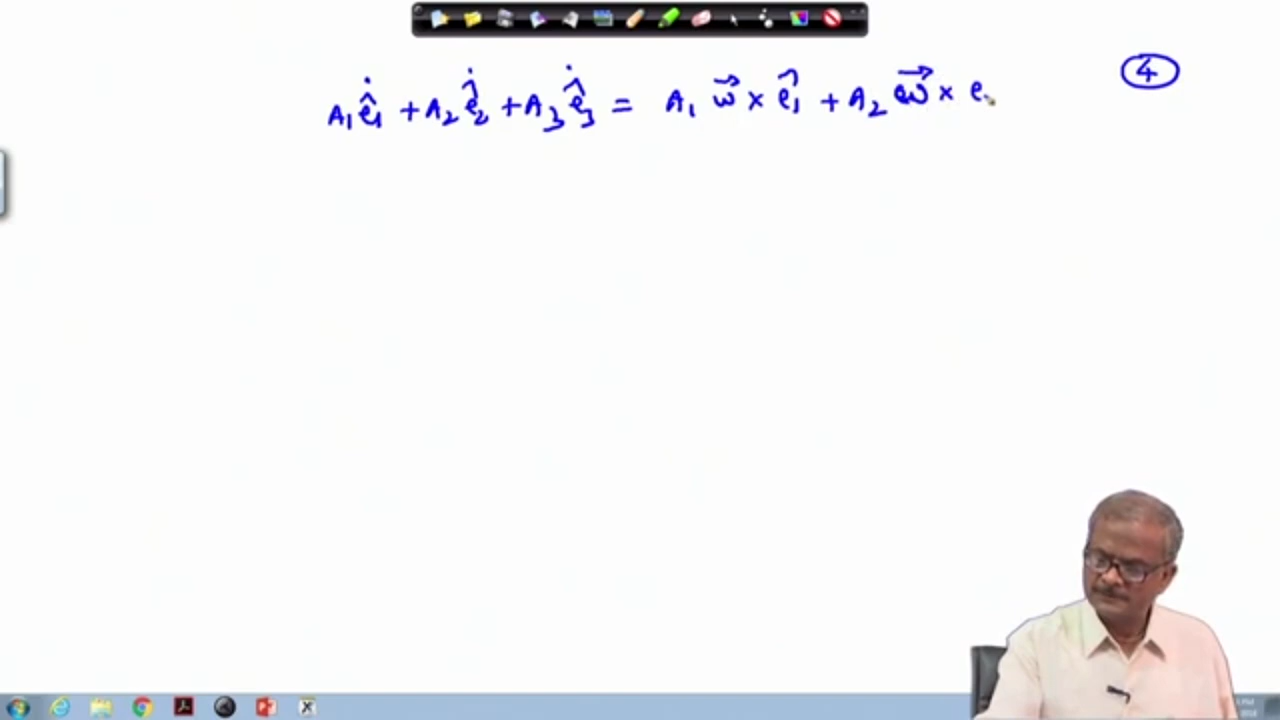 ④
A₁ ė̂₁ + A₂ ė̂₂ + A₃ ė̂₃ = A₁ ω⃗ × ê₁ + A₂ ω⃗ × e